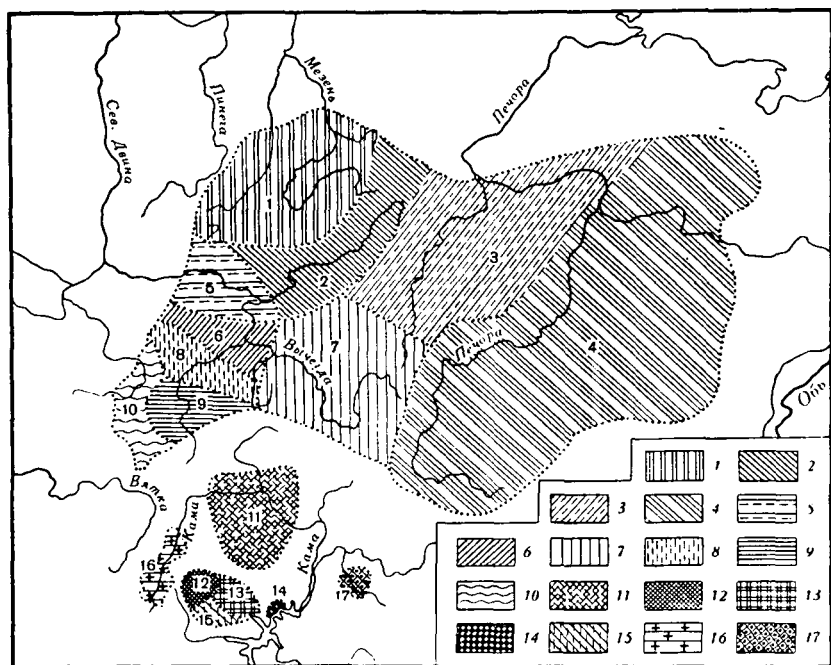 Сев. Двина
Пинега
Мезень
Печора
1
2
3
5
6
7
8
9
10
Вычегда
Печора
4
Обь
Вятка
Кама
11
Кама
16
12
13
14
15
17
1 2
3 4 5
6 7 8 9
10 11 12 13
14 15 16 17